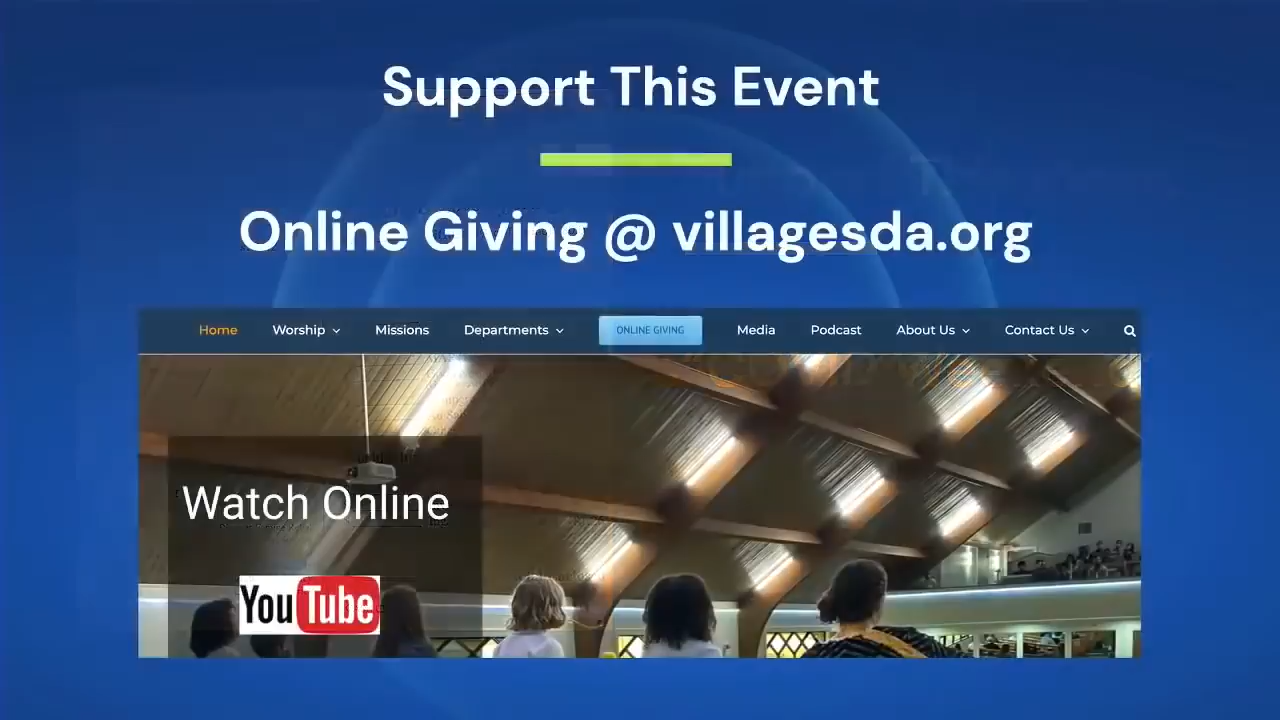 Support This Event
Online Giving @ villagesda.org
Home Worship Missions Departments ONLINE GIVING Media Podcast About Us Contact Us
Watch Online
YouTube